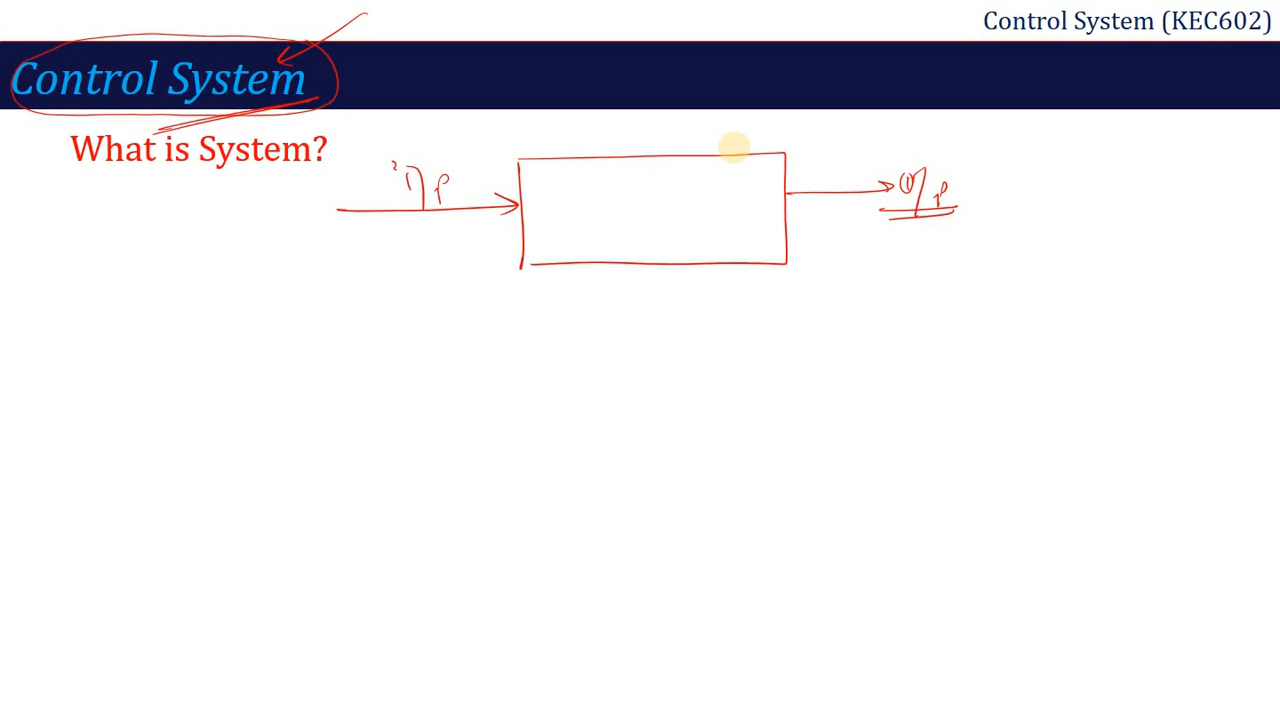 Control System (KEC602)
Control System
What is System?
i/p
o/p